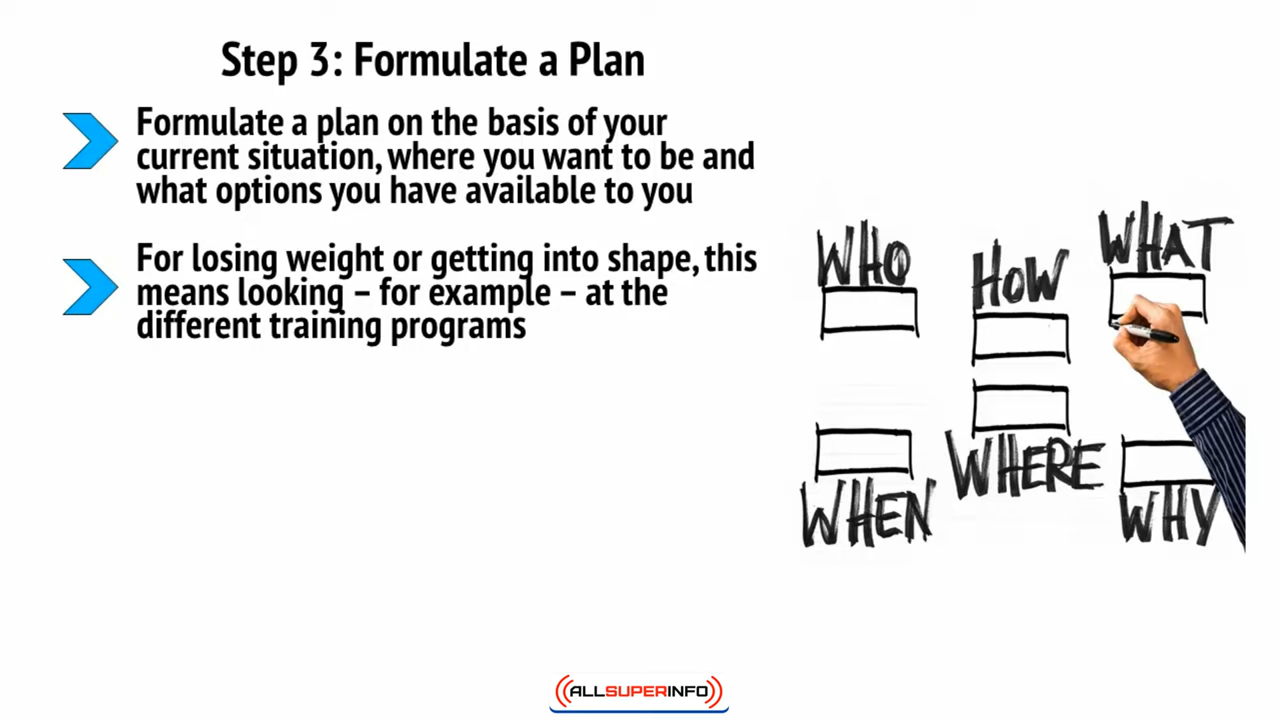 Step 3: Formulate a Plan
Formulate a plan on the basis of your
current situation, where you want to be and
what options you have available to you
For losing weight or getting into shape, this
means looking – for example – at the
different training programs
WHO
HOW
WHAT
WHEN
WHERE
WHY
ALLSUPERINFO